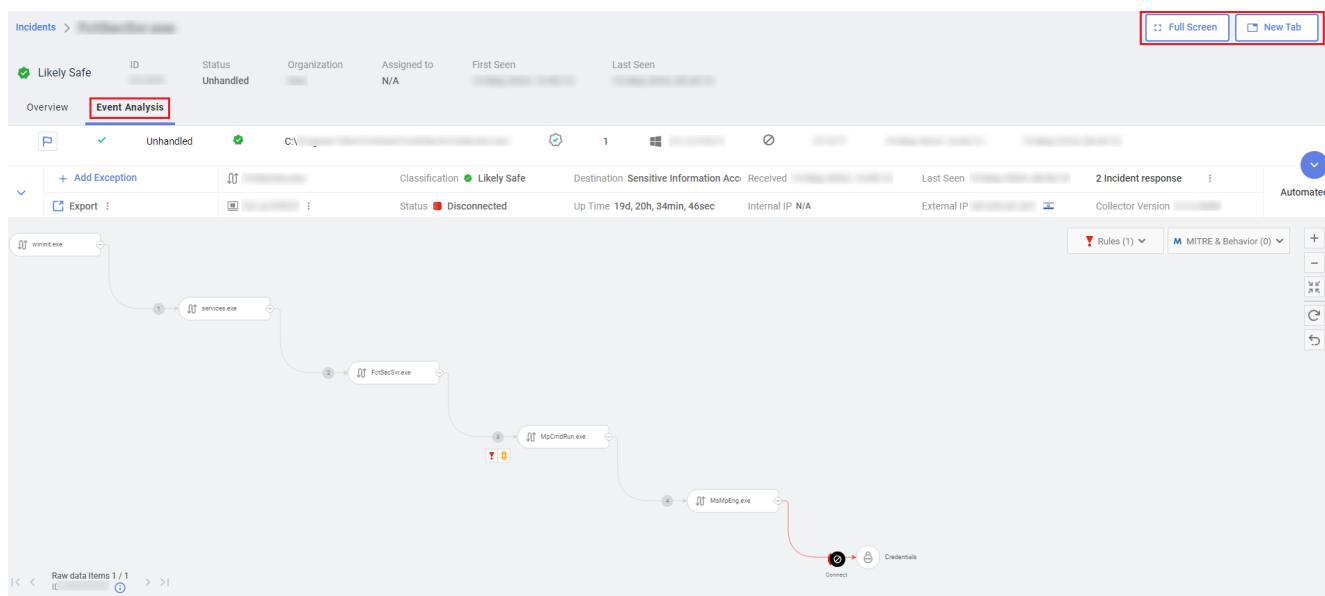 Incidents >
Full Screen
New Tab
Likely Safe
ID
Status
Unhandled
Organization
Assigned to
N/A
First Seen
Last Seen
Overview
Event Analysis
Unhandled
C:\
1
+ Add Exception
Classification Likely Safe
Destination Sensitive Information Acc
Received
Last Seen
2 Incident response
Automated
Export
Status Disconnected
Up Time 19d, 20h, 34min, 46sec
Internal IP N/A
External IP
Collector Version
wininit.exe
Rules (1)
M MITRE & Behavior (0)
1
services.exe
2
FctSecSvr.exe
3
MpCmdRun.exe
4
MsMpEng.exe
Credentials
Connect
Raw data Items 1 / 1
ID